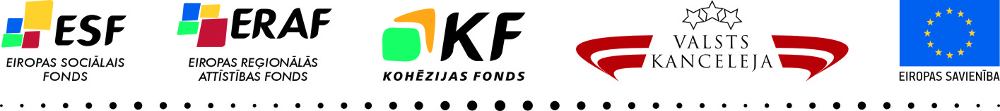 ESF
EIROPAS SOCIĀLAIS
FONDS
ERAF
EIROPAS REĢIONĀLĀS
ATTĪSTĪBAS FONDS
KF
KOHĒZIJAS FONDS
VALSTS
KANCELEJA
EIROPAS SAVIENĪBA